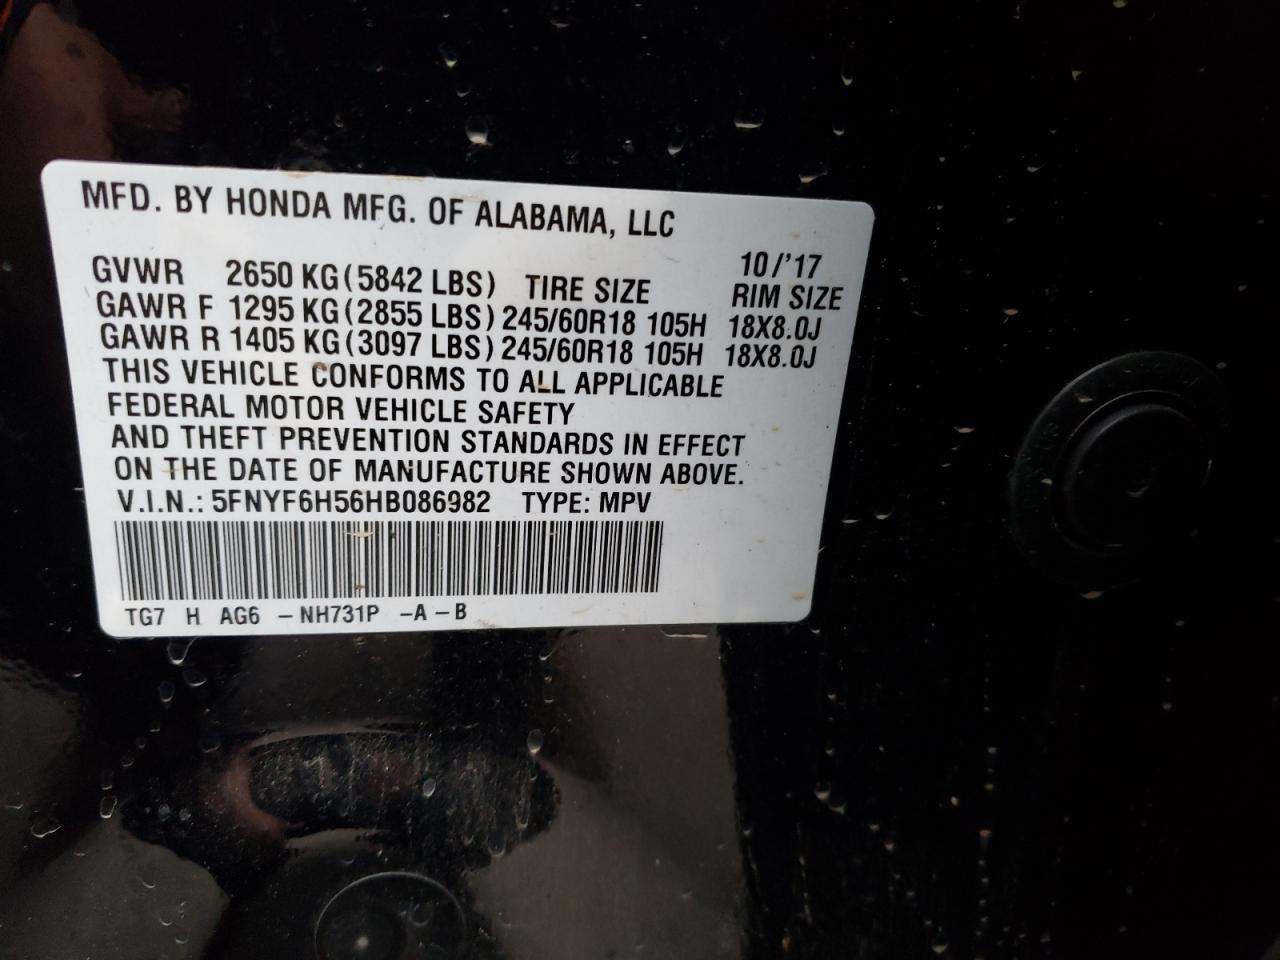 MFD. BY HONDA MFG. OF ALABAMA, LLC
10/'17
GVWR 2650 KG (5842 LBS) TIRE SIZE RIM SIZE
GAWR F 1295 KG (2855 LBS) 245/60R18 105H 18X8.0J
GAWR R 1405 KG (3097 LBS) 245/60R18 105H 18X8.0J
THIS VEHICLE CONFORMS TO ALL APPLICABLE
FEDERAL MOTOR VEHICLE SAFETY
AND THEFT PREVENTION STANDARDS IN EFFECT
ON THE DATE OF MANUFACTURE SHOWN ABOVE.
V.I.N.: 5FNYF6H56HB086982 TYPE: MPV
TG7 H AG6 -NH731P -A-B